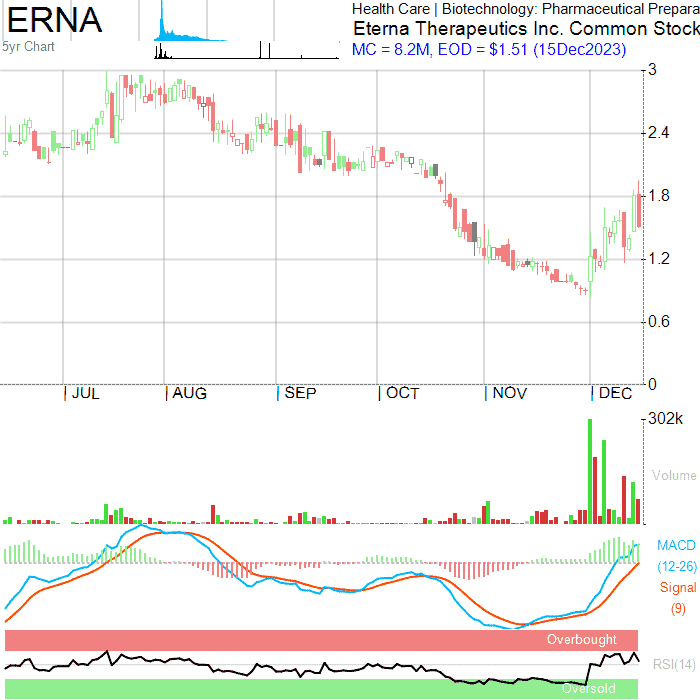 ERNA
5yr Chart
Health Care | Biotechnology: Pharmaceutical Prepara
Eterna Therapeutics Inc. Common Stock
MC = 8.2M, EOD = $1.51 (15Dec2023)
3
2.4
1.8
1.2
0.6
0
JUL AUG SEP OCT NOV DEC
302k
Volume
MACD
(12-26)
Signal
(9)
Overbought
RSI(14)
Oversold